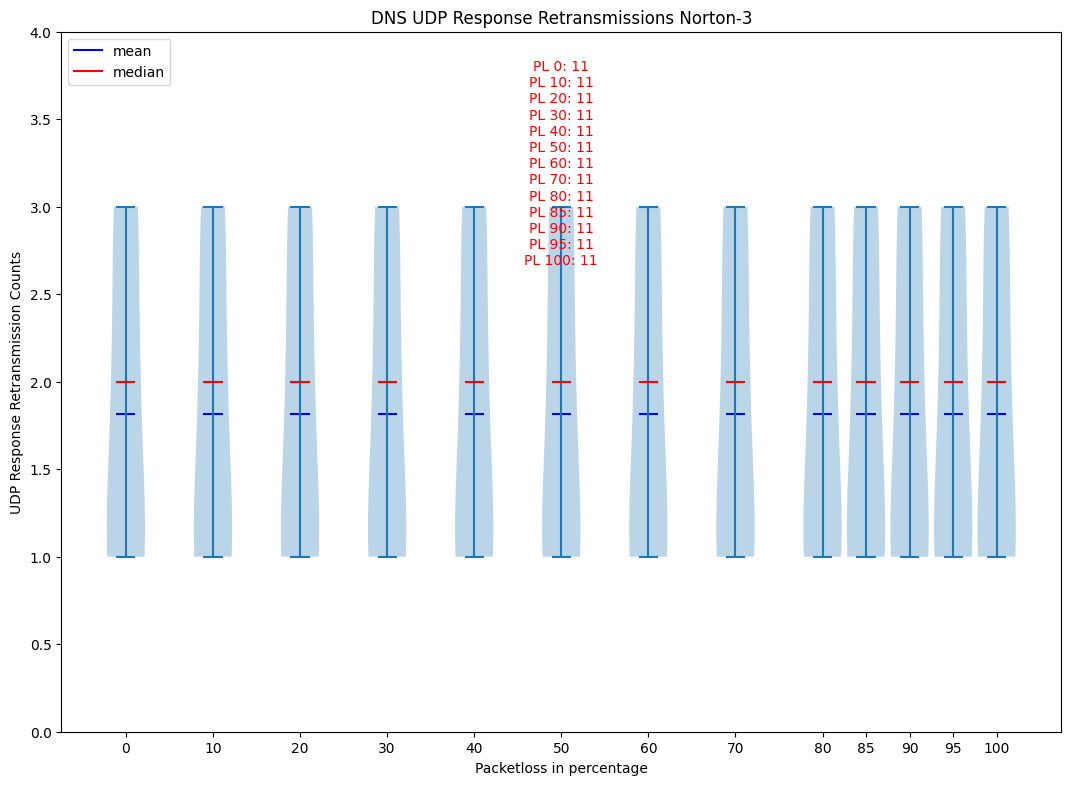 DNS UDP Response Retransmissions Norton-3
mean
median
PL 0: 11
PL 10: 11
PL 20: 11
PL 30: 11
PL 40: 11
PL 50: 11
PL 60: 11
PL 70: 11
PL 80: 11
PL 85: 11
PL 90: 11
PL 95: 11
PL 100: 11
UDP Response Retransmission Counts
4.0
3.5
3.0
2.5
2.0
1.5
1.0
0.5
0.0
0 10 20 30 40 50 60 70 80 85 90 95 100
Packetloss in percentage